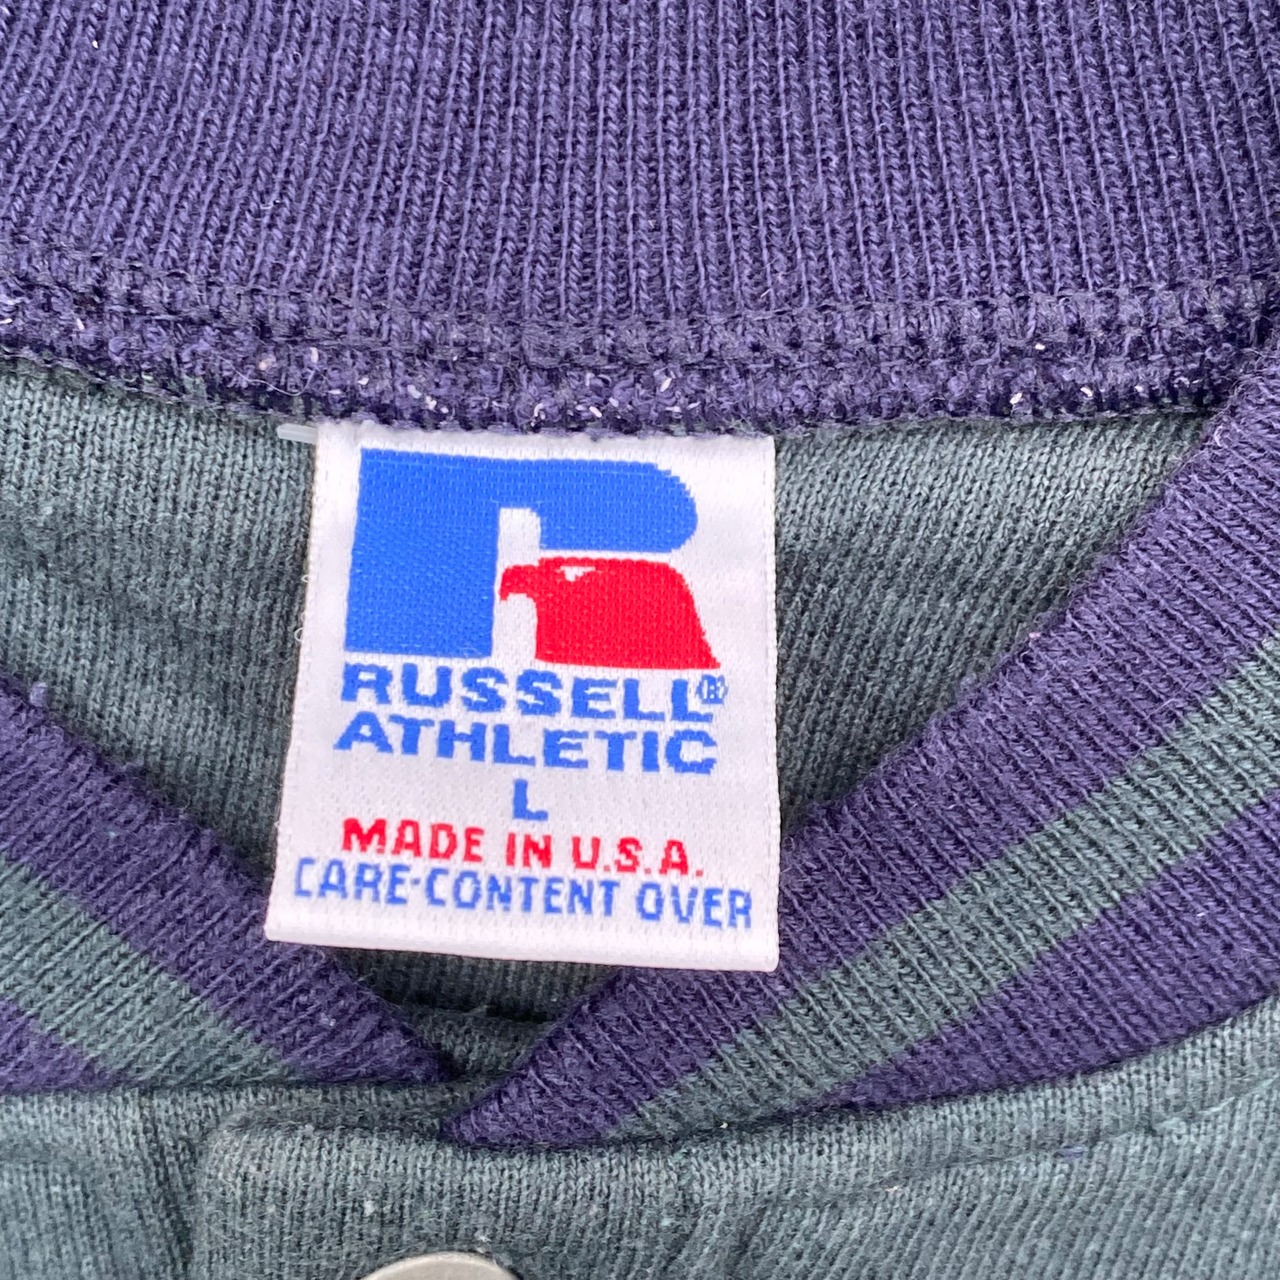 RUSSELL®
ATHLETIC
L
MADE IN U.S.A.
CARE-CONTENT OVER